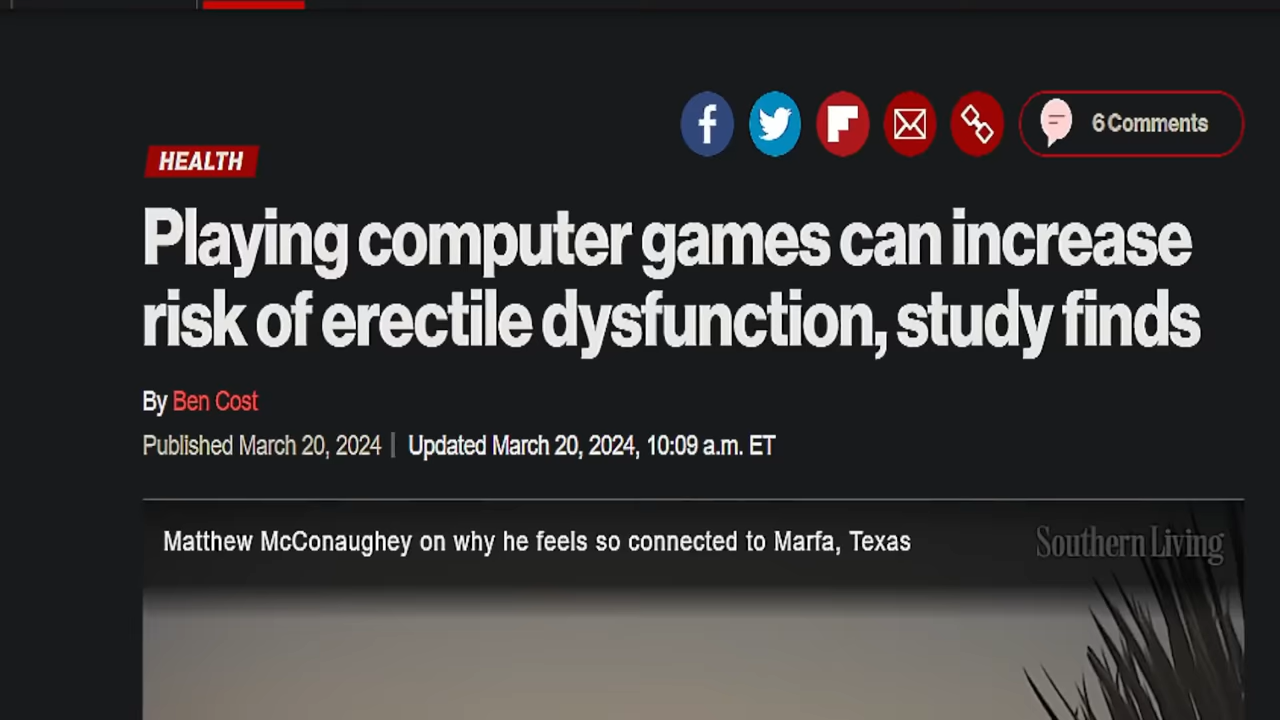 6 Comments
HEALTH
Playing computer games can increase
risk of erectile dysfunction, study finds
By Ben Cost
Published March 20, 2024 | Updated March 20, 2024, 10:09 a.m. ET
Matthew McConaughey on why he feels so connected to Marfa, Texas
Southern Living